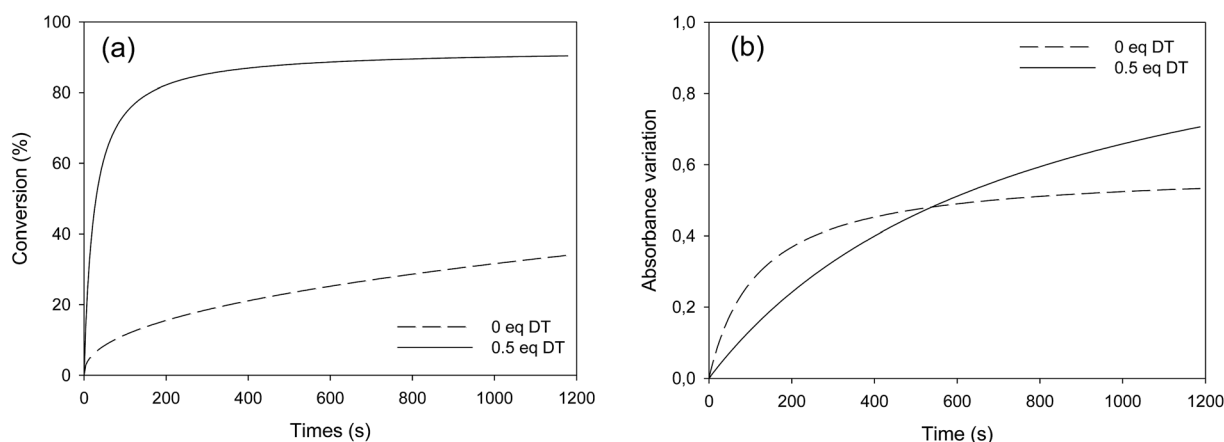 (a)
100
80
60
40
20
0
Conversion (%)
0 eq DT
0.5 eq DT
0 200 400 600 800 1000 1200
Times (s)
(b)
1,0
0,8
0,6
0,4
0,2
0,0
Absorbance variation
0 eq DT
0.5 eq DT
0 200 400 600 800 1000 1200
Time (s)